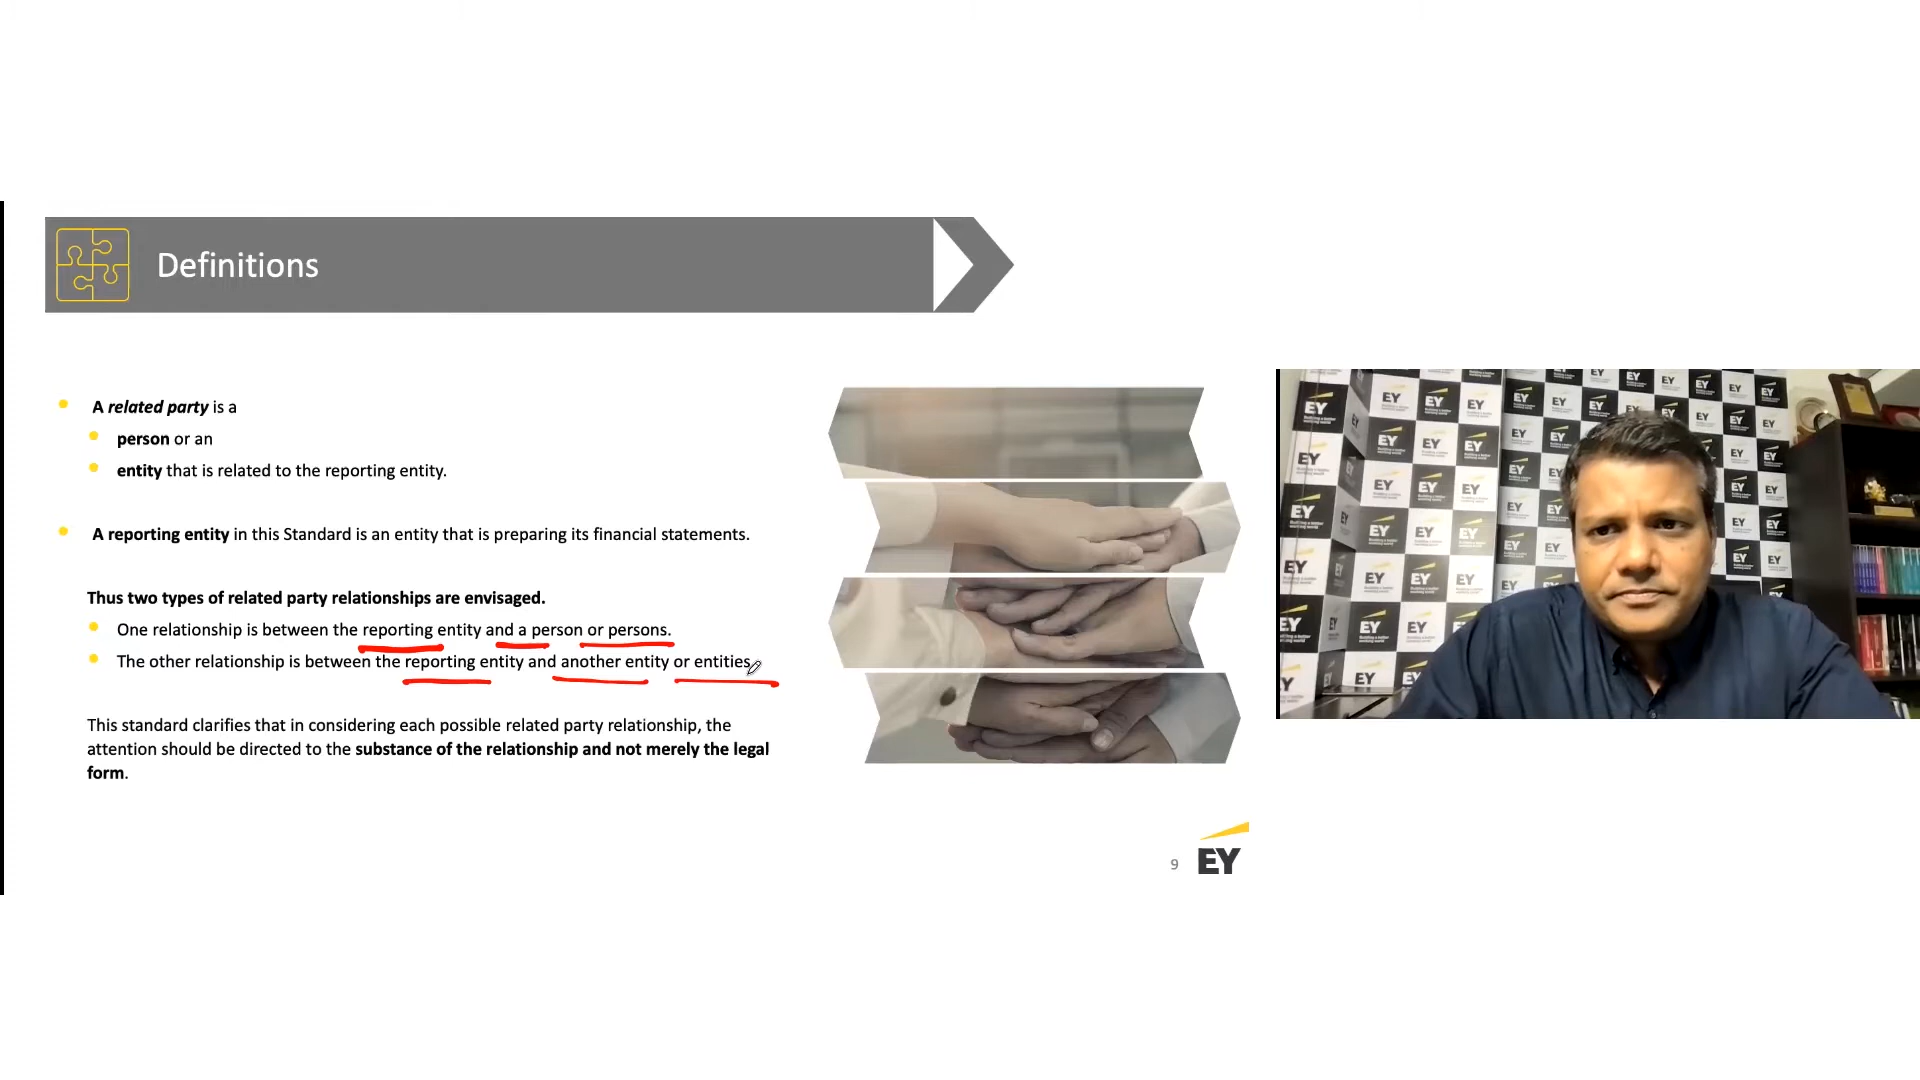 Definitions
A related party is a
person or an
entity that is related to the reporting entity.
A reporting entity in this Standard is an entity that is preparing its financial statements.
Thus two types of related party relationships are envisaged.
One relationship is between the reporting entity and a person or persons.
The other relationship is between the reporting entity and another entity or entities.
This standard clarifies that in considering each possible related party relationship, the
attention should be directed to the substance of the relationship and not merely the legal
form.
9
EY